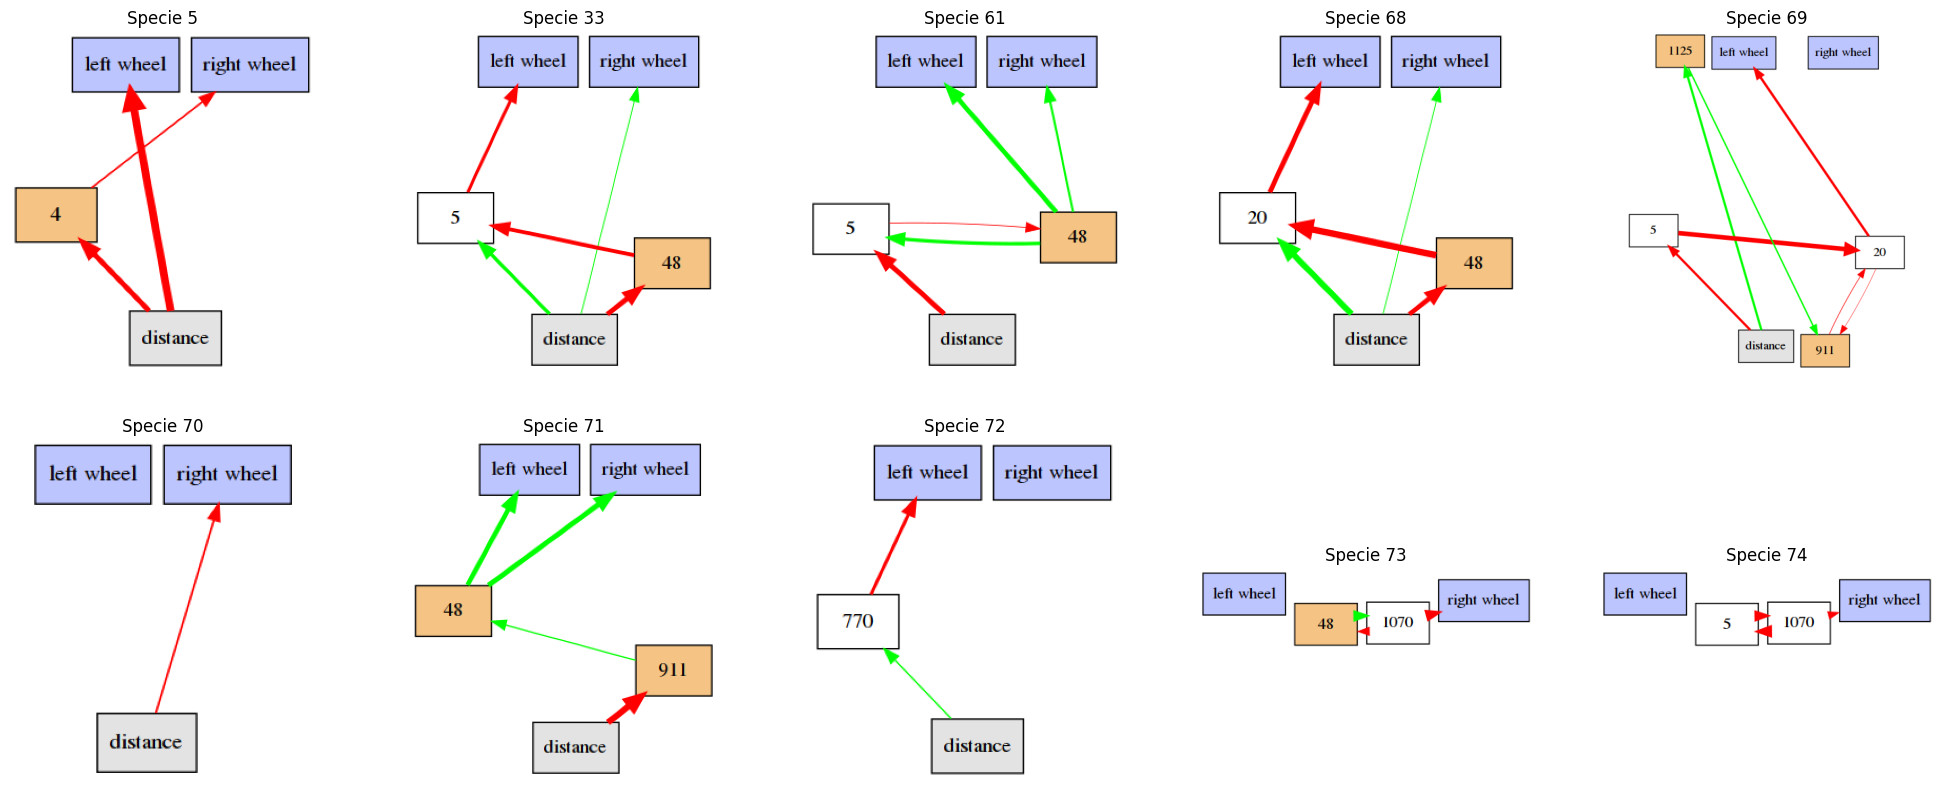 Specie 5
left wheel
right wheel
4
distance
Specie 33
left wheel
right wheel
5
48
distance
Specie 61
left wheel
right wheel
5
48
distance
Specie 68
left wheel
right wheel
20
48
distance
Specie 69
1125
left wheel
right wheel
5
20
distance
911
Specie 70
left wheel
right wheel
distance
Specie 71
left wheel
right wheel
48
911
distance
Specie 72
left wheel
right wheel
770
distance
Specie 73
left wheel
48
1070
right wheel
Specie 74
left wheel
5
1070
right wheel